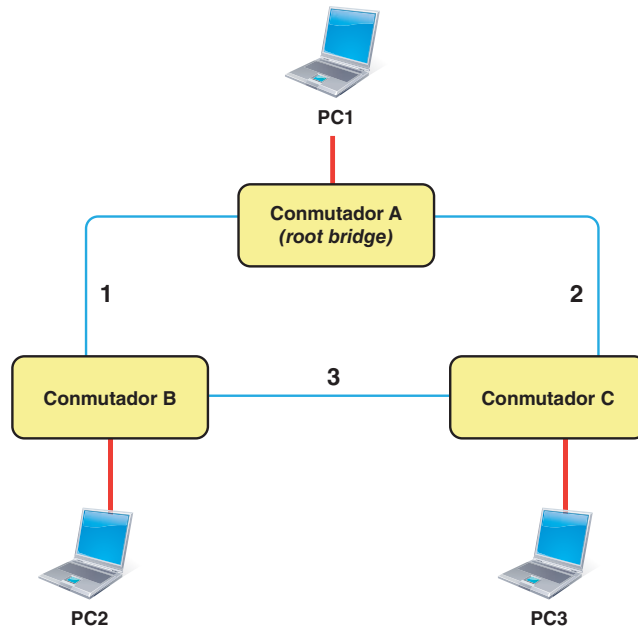 PC1
Conmutador A
(root bridge)
1
2
3
Conmutador B
Conmutador C
PC2
PC3